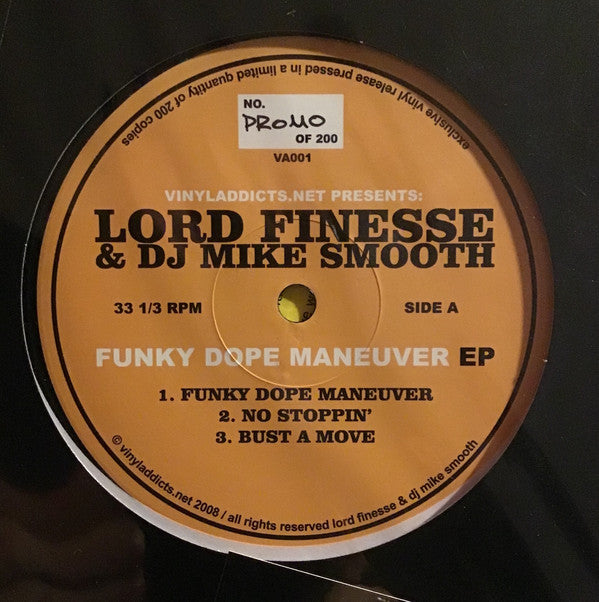 exclusive vinyl release pressed in a limited quantity of 200 copies
NO.
PROMO
OF 200
VA001
VINYLADDICTS.NET PRESENTS:
LORD FINESSE
& DJ MIKE SMOOTH
33 1/3 RPM
SIDE A
FUNKY DOPE MANEUVER EP
1. FUNKY DOPE MANEUVER
2. NO STOPPIN'
3. BUST A MOVE
© vinyladdicts.net 2008 / all rights reserved lord finesse & dj mike smooth